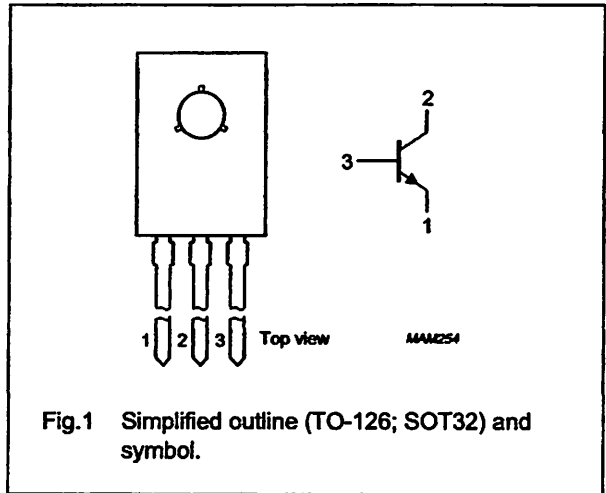 2
3
1
1 2 3 Top view MAM254
Fig.1 Simplified outline (TO-126; SOT32) and
symbol.